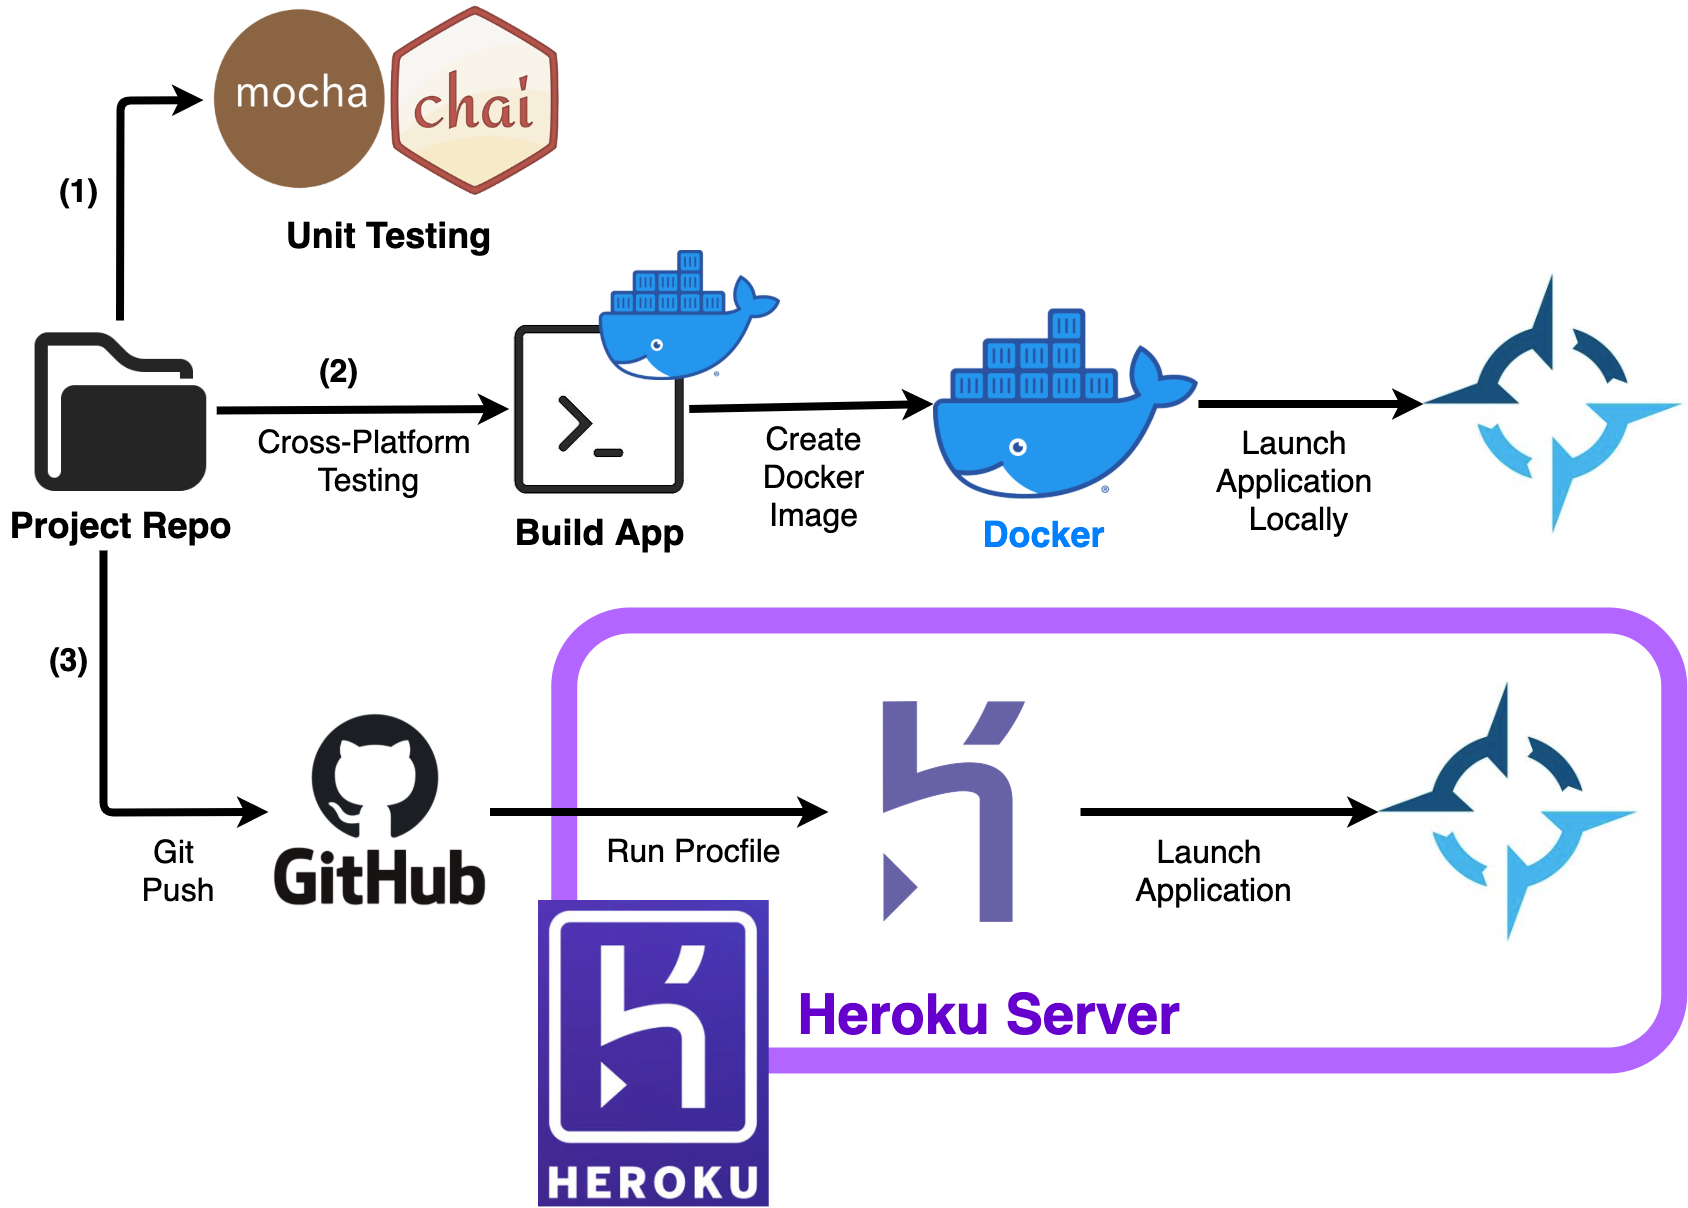 mocha
chai
(1)
Unit Testing
(2)
Cross-Platform
Testing
Project Repo
Build App
Create
Docker
Image
Docker
Launch
Application
Locally
(3)
Git
Push
GitHub
Run Procfile
Launch
Application
Heroku Server
HEROKU